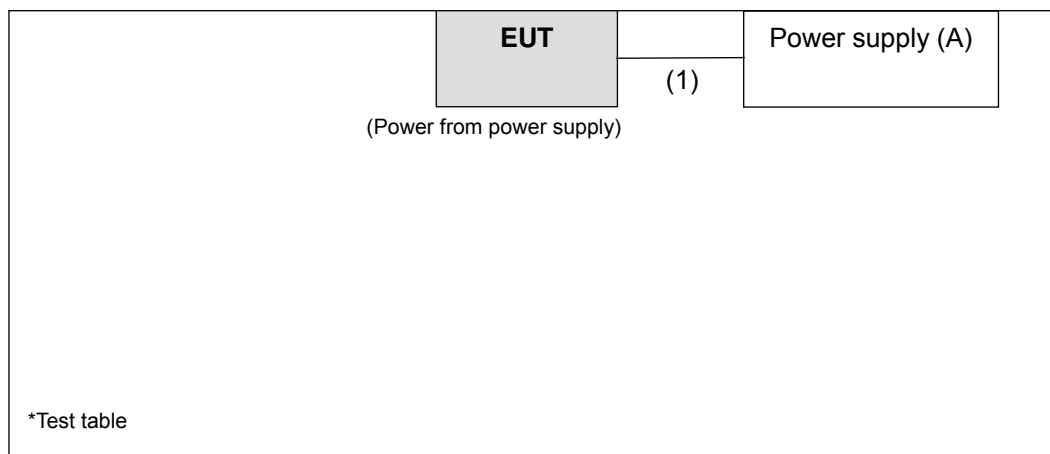 EUT
Power supply (A)
(1)
(Power from power supply)
*Test table